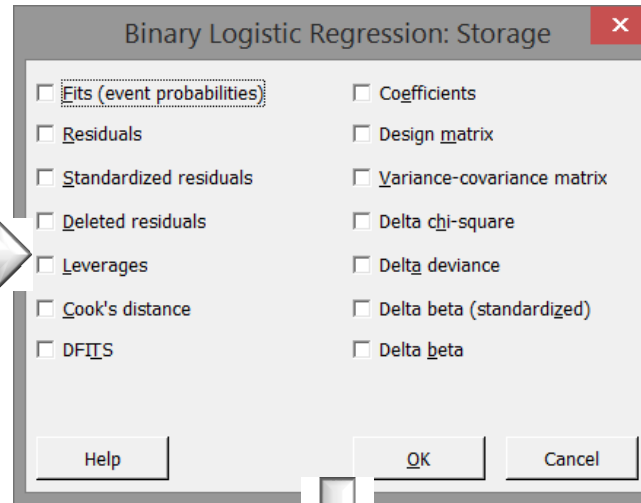 Binary Logistic Regression: Storage
x
Fits (event probabilities)
Residuals
Standardized residuals
Deleted residuals
Leverages
Cook's distance
DFITS
Coefficients
Design matrix
Variance-covariance matrix
Delta chi-square
Delta deviance
Delta beta (standardized)
Delta beta
Help
OK
Cancel